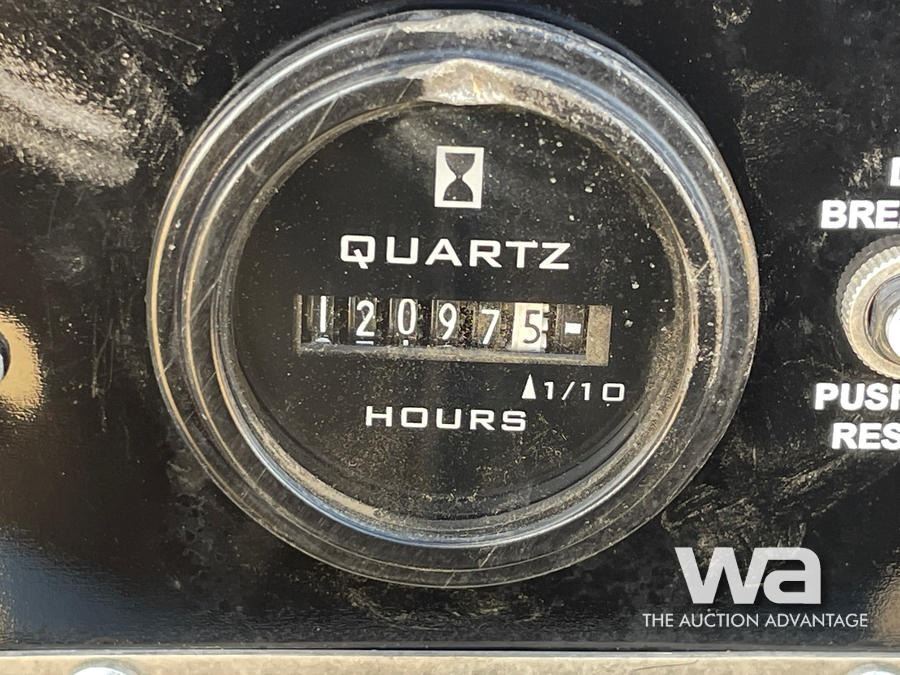 QUARTZ
120975
1/10
HOURS
BRE
PUSH
RES
wa
THE AUCTION ADVANTAGE